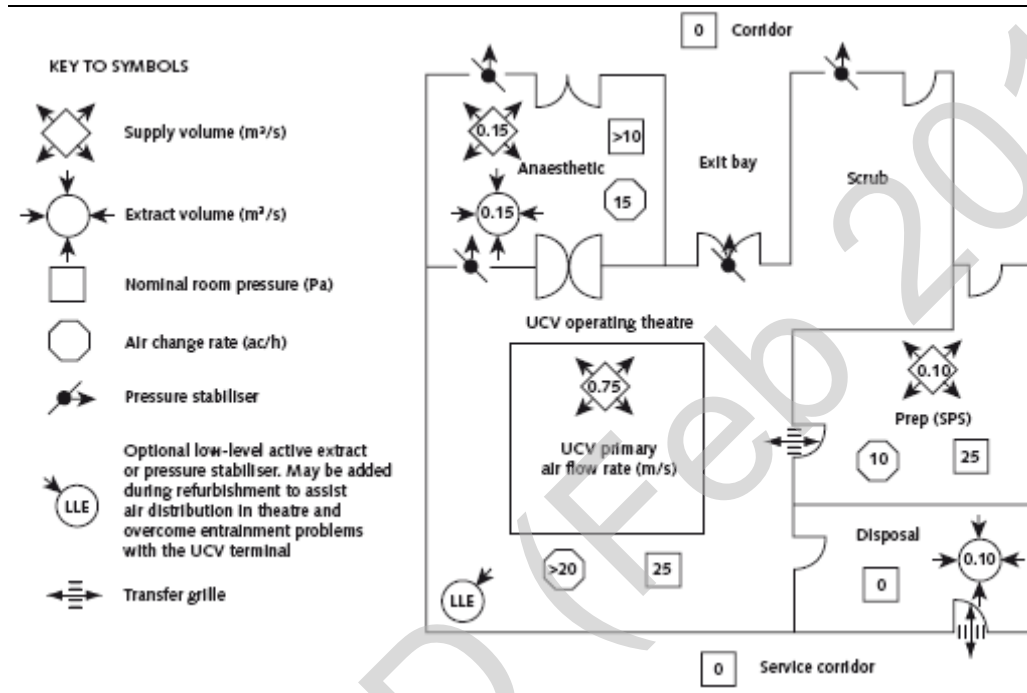 KEY TO SYMBOLS
Supply volume (m³/s)
Extract volume (m³/s)
Nominal room pressure (Pa)
Air change rate (ac/h)
Pressure stabiliser
Optional low-level active extract
or pressure stabiliser. May be added
during refurbishment to assist
air distribution in theatre and
overcome entrainment problems
with the UCV terminal
LLE
Transfer grille
0 Corridor
0.15
>10
Anaesthetic
0.15
15
Exit bay
Scrub
UCV operating theatre
0.75
UCV primary
air flow rate (m/s)
>20
25
LLE
0.10
Prep (SPS)
10
25
Disposal
0.10
0
0 Service corridor
D (Feb 201